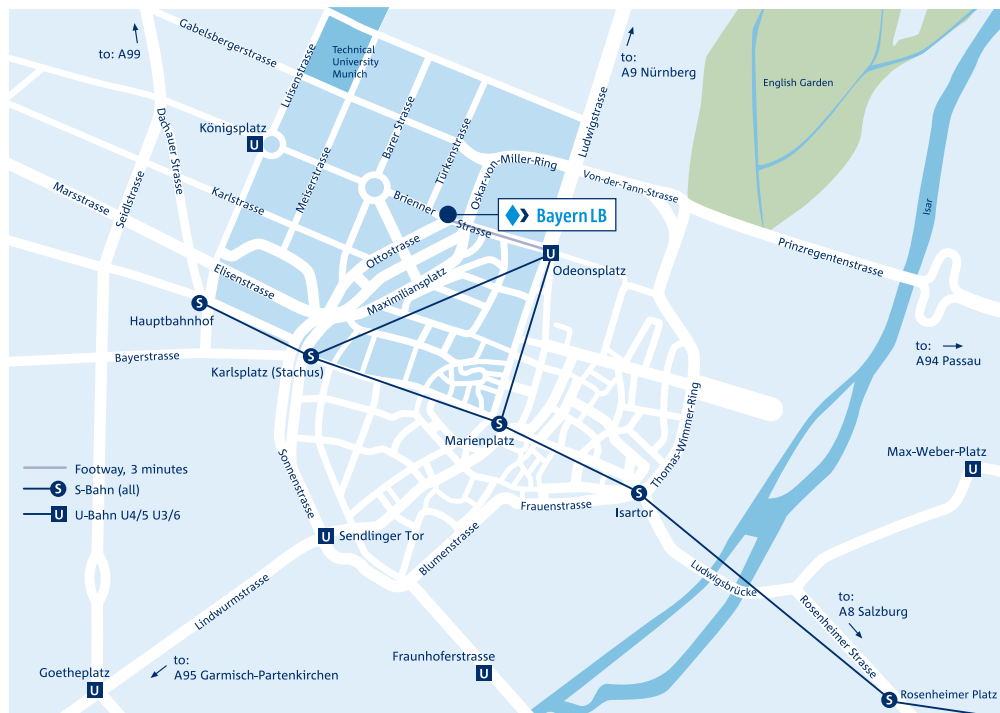 Gabelsbergerstrasse
Technical
University
Munich
to: A99
to:
A9 Nürnberg
English Garden
Luisenstrasse
Ludwigstrasse
Dachauer Strasse
Königsplatz
Barer Strasse
Türkenstrasse
Meiserstrasse
Oskar-von-Miller-Ring
Von-der-Tann-Strasse
Marsstrasse
Seidlstrasse
Karlstrasse
Brienner
Strasse
BayernLB
Isar
Prinzregentenstrasse
Ottostrasse
U
Odeonsplatz
Elisenstrasse
Maximiliansplatz
S
Hauptbahnhof
U
to:
A94 Passau
Bayerstrasse
S
Karlsplatz (Stachus)
S
Marienplatz
Thomas-Wimmer-Ring
Max-Weber-Platz
U
Footway, 3 minutes
S
S-Bahn (all)
U
U-Bahn U4/5 U3/6
Sonnenstrasse
Frauenstrasse
S
Isartor
U
Sendlinger Tor
Blumenstrasse
Ludwigsbrücke
Lindwurmstrasse
to:
A8 Salzburg
Rosenheimer Strasse
to:
A95 Garmisch-Partenkirchen
Goetheplatz
U
Fraunhoferstrasse
U
S
Rosenheimer Platz